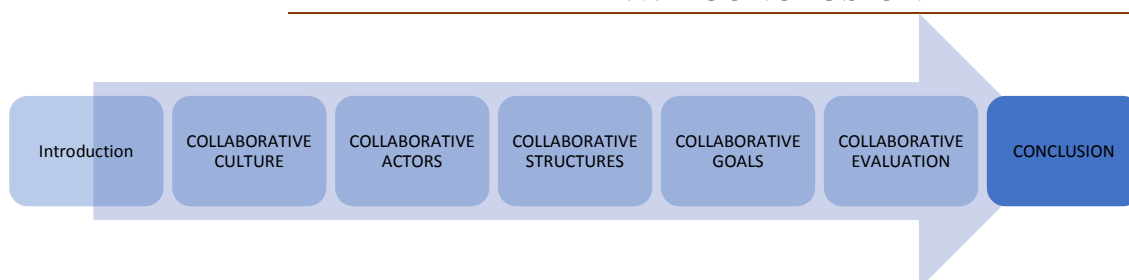 Introduction
COLLABORATIVE
CULTURE
COLLABORATIVE
ACTORS
COLLABORATIVE
STRUCTURES
COLLABORATIVE
GOALS
COLLABORATIVE
EVALUATION
CONCLUSION